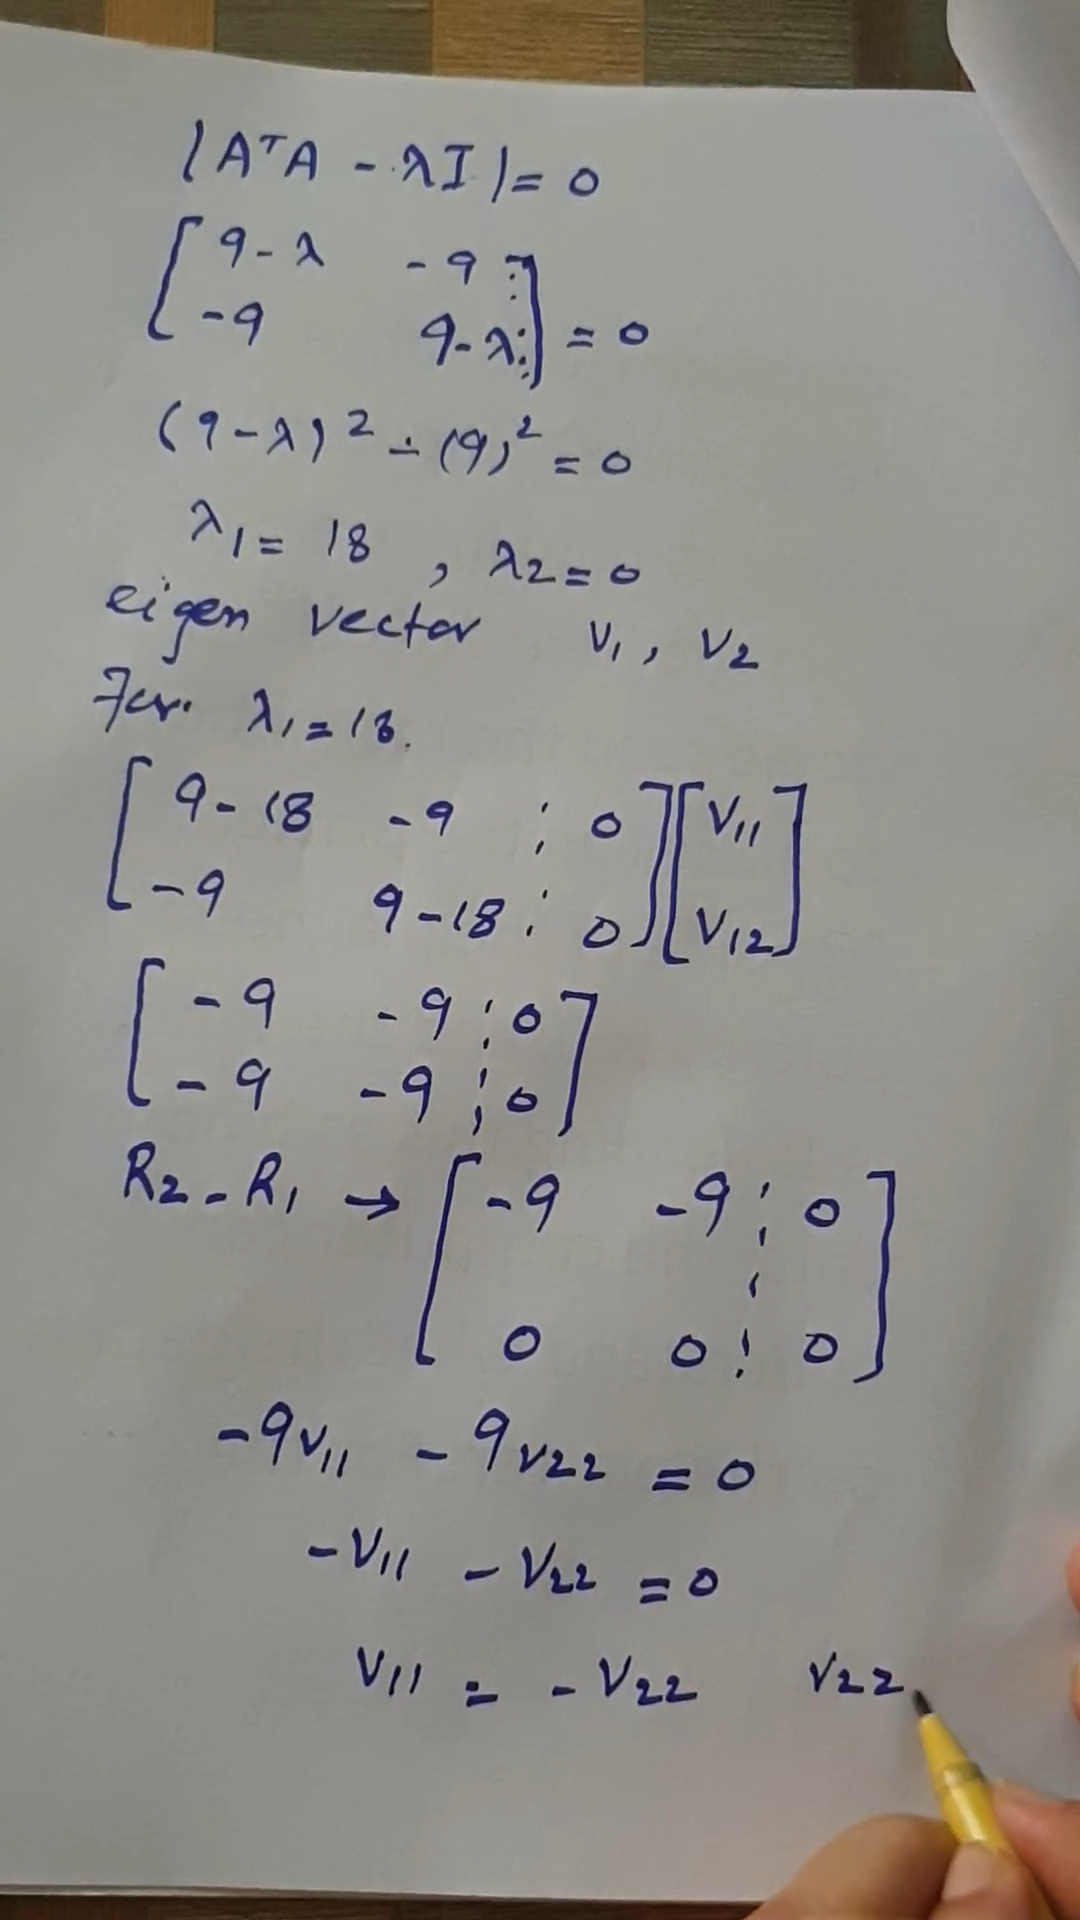 |AᵀA - λI| = 0
[ 9-λ  -9 ⋮ ]
[ -9  9-λ ⋮ ] = 0
(9-λ)² - (9)² = 0
λ1 = 18 , λ2 = 0
eigen vector v1, v2
For λ1 = 18.
[ 9-18  -9 ⋮ 0 ] [ v11 ]
[ -9  9-18 ⋮ 0 ] [ v12 ]
[ -9  -9 ⋮ 0 ]
[ -9  -9 ⋮ 0 ]
R2 - R1 → [ -9  -9 ⋮ 0 ]
[ 0  0 ⋮ 0 ]
-9v11 - 9v22 = 0
-v11 - v22 = 0
v11 = - v22  v22